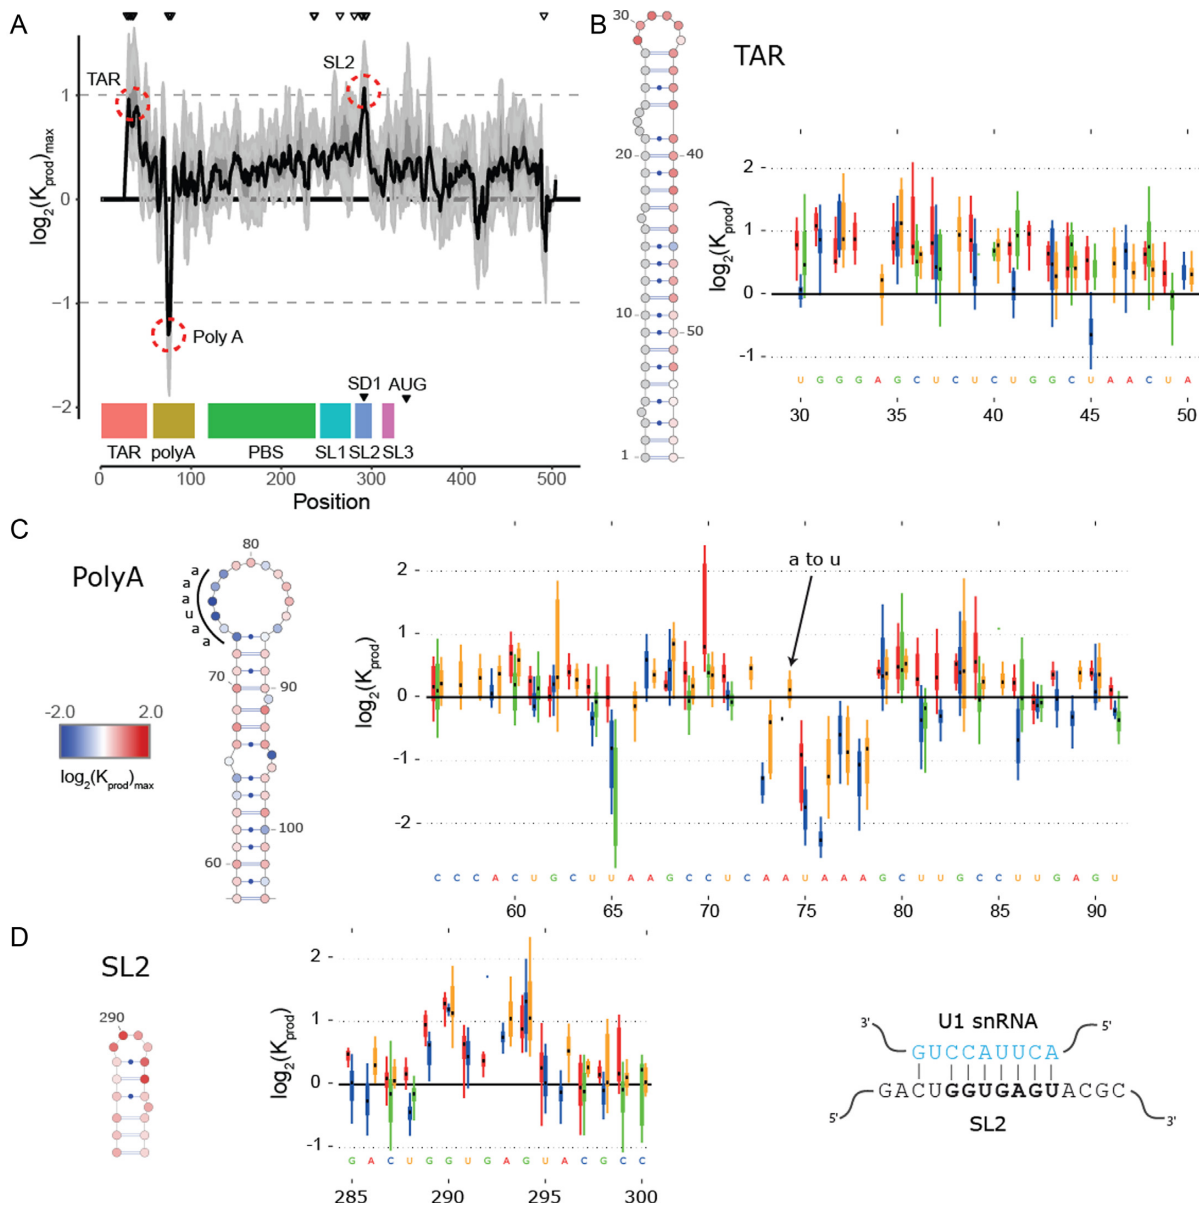 A
TAR
SL2
Poly A
log2(Kprod)max
1
0
−1
−2
SD1
AUG
TAR
polyA
PBS
SL1
SL2
SL3
0
100
200
300
400
500
Position
B
TAR
30
20
40
10
50
1
log2(Kprod)
2
1
0
-1
U G G G A G C U C U C U G G C U A A C U A
30 35 40 45 50
C
PolyA
80
a
a
a
u
a
a
70
90
100
60
-2.0 2.0
log2(Kprod)max
a to u
log2(Kprod)
2
1
0
-1
-2
C C C A C U G C U U A A G C C U C A A U A A A G C U U G C C U U G A G U
60 65 70 75 80 85 90
D
SL2
290
log2(Kprod)
2
1
0
-1
G A C U G G U G A G U A C G C C
285 290 295 300
U1 snRNA
3' 5'
GUCCAUUCA
GACUGGUGAGUACGC
5' 3'
SL2